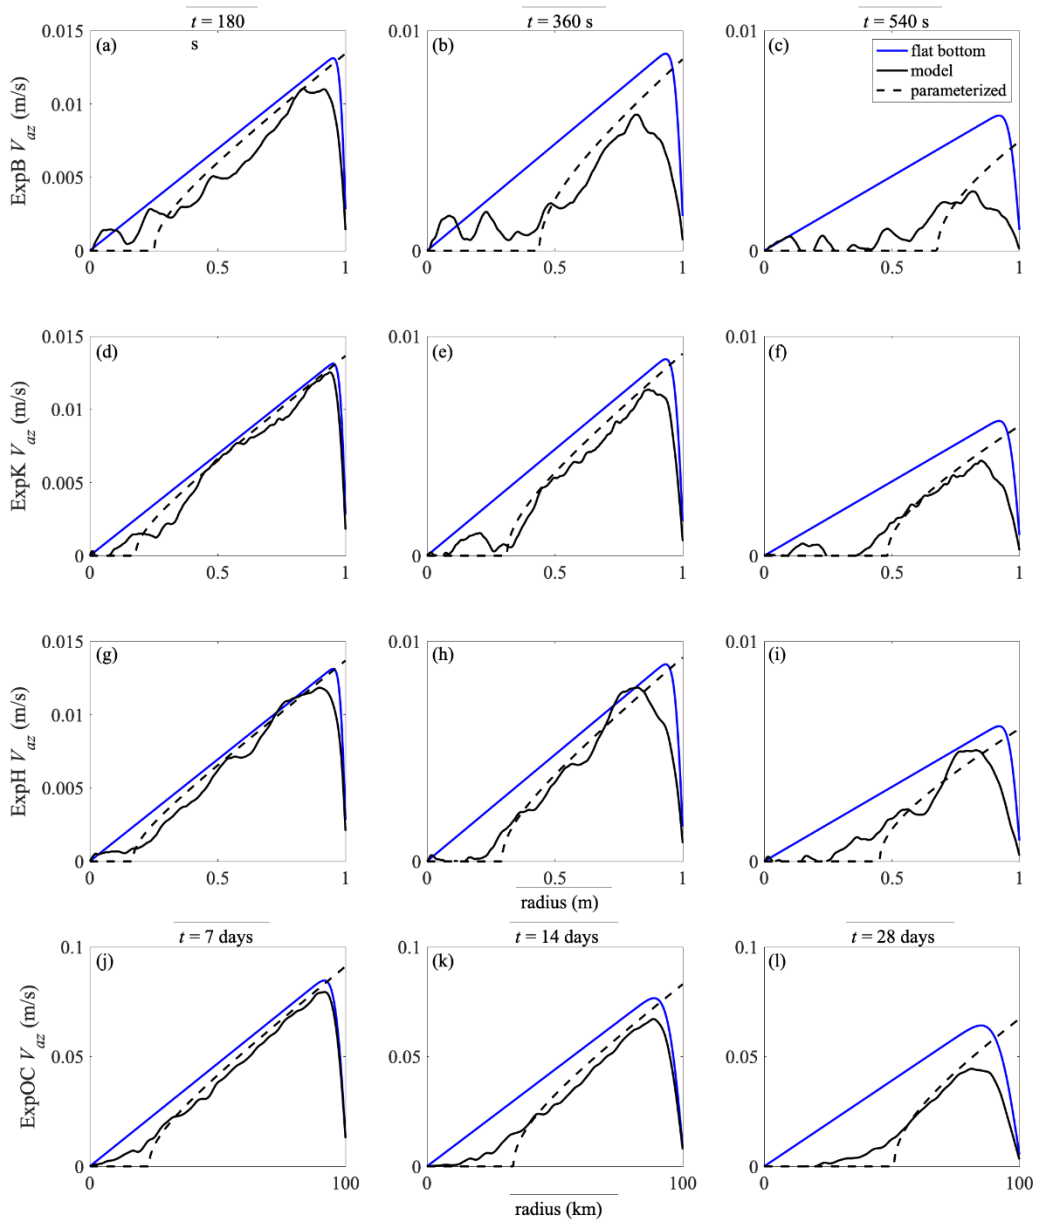 t = 180
s
t = 360 s
t = 540 s
0.015
0.01
0.005
0
ExpB V_az (m/s)
(a)
0
0.5
1
0.01
0
(b)
0
0.5
1
0.01
0
(c)
flat bottom
model
parameterized
0
0.5
1
0.015
0.01
0.005
0
ExpK V_az (m/s)
(d)
0
0.5
1
0.01
0
(e)
0
0.5
1
0.01
0
(f)
0
0.5
1
0.015
0.01
0.005
0
ExpH V_az (m/s)
(g)
0
0.5
1
0.01
0
(h)
0
0.5
1
radius (m)
0.01
0
(i)
0
0.5
1
t = 7 days
t = 14 days
t = 28 days
0.1
0.05
0
ExpOC V_az (m/s)
(j)
0
100
0.1
0.05
0
(k)
0
100
radius (km)
0.1
0.05
0
(l)
0
100